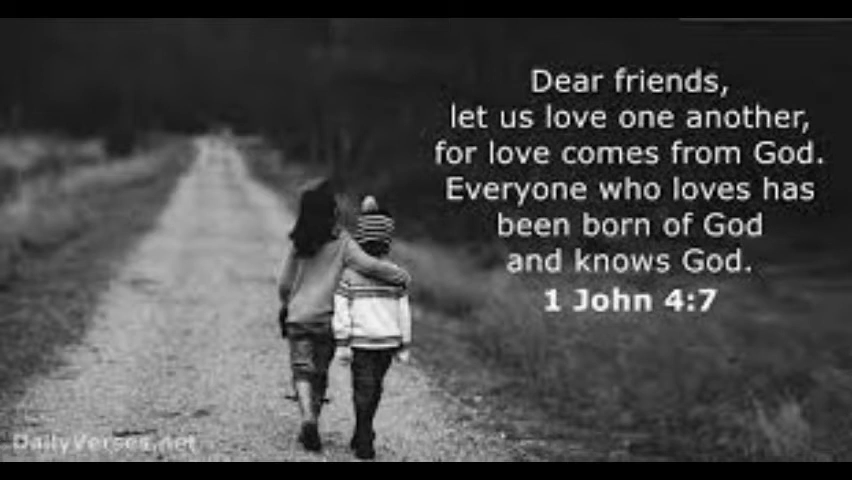 Dear friends,
let us love one another,
for love comes from God.
Everyone who loves has
been born of God
and knows God.
1 John 4:7
DailyVerses.net